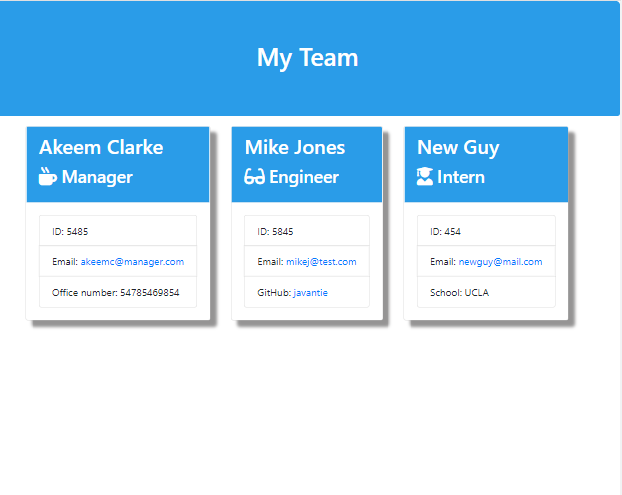 My Team
Akeem Clarke
Manager
ID: 5485
Email: akeemc@manager.com
Office number: 54785469854
Mike Jones
Engineer
ID: 5845
Email: mikej@test.com
GitHub: javantie
New Guy
Intern
ID: 454
Email: newguy@mail.com
School: UCLA